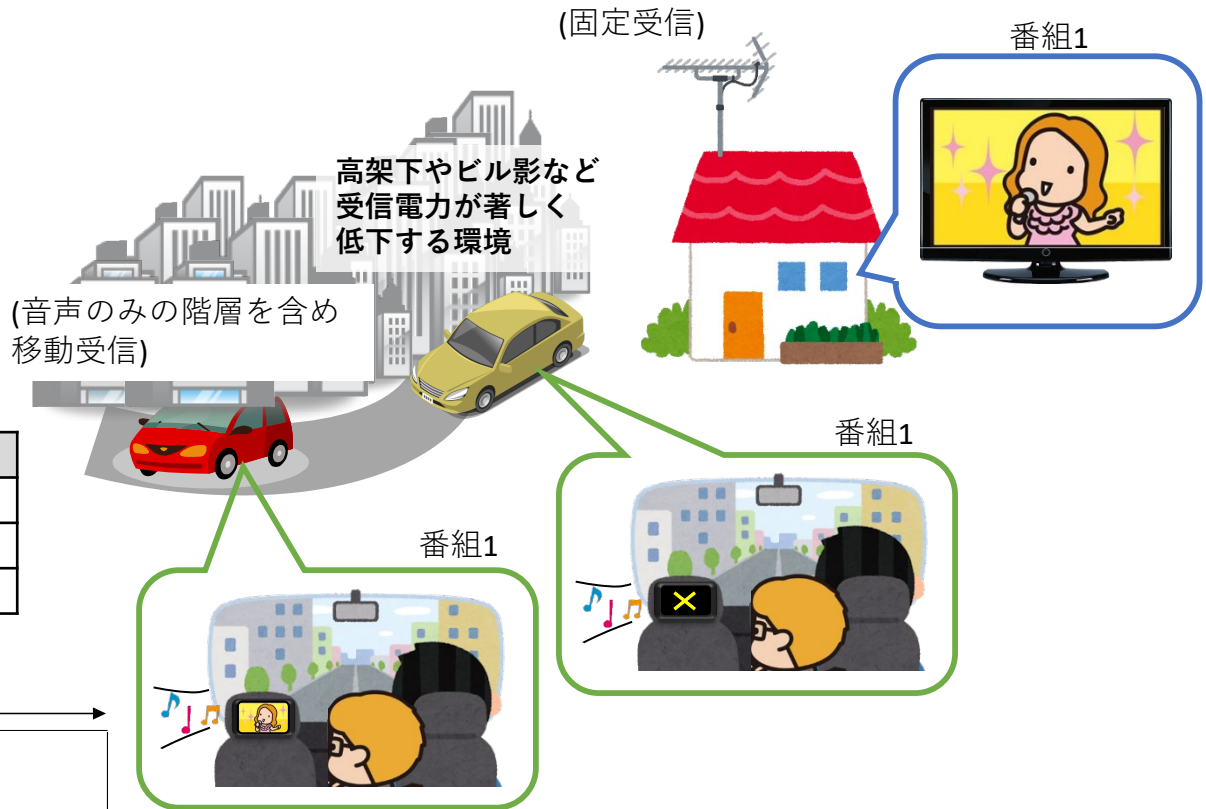 (固定受信)
番組1
高架下やビル影など
受信電力が著しく
低下する環境
(音声のみの階層を含め
移動受信)
番組1
番組1